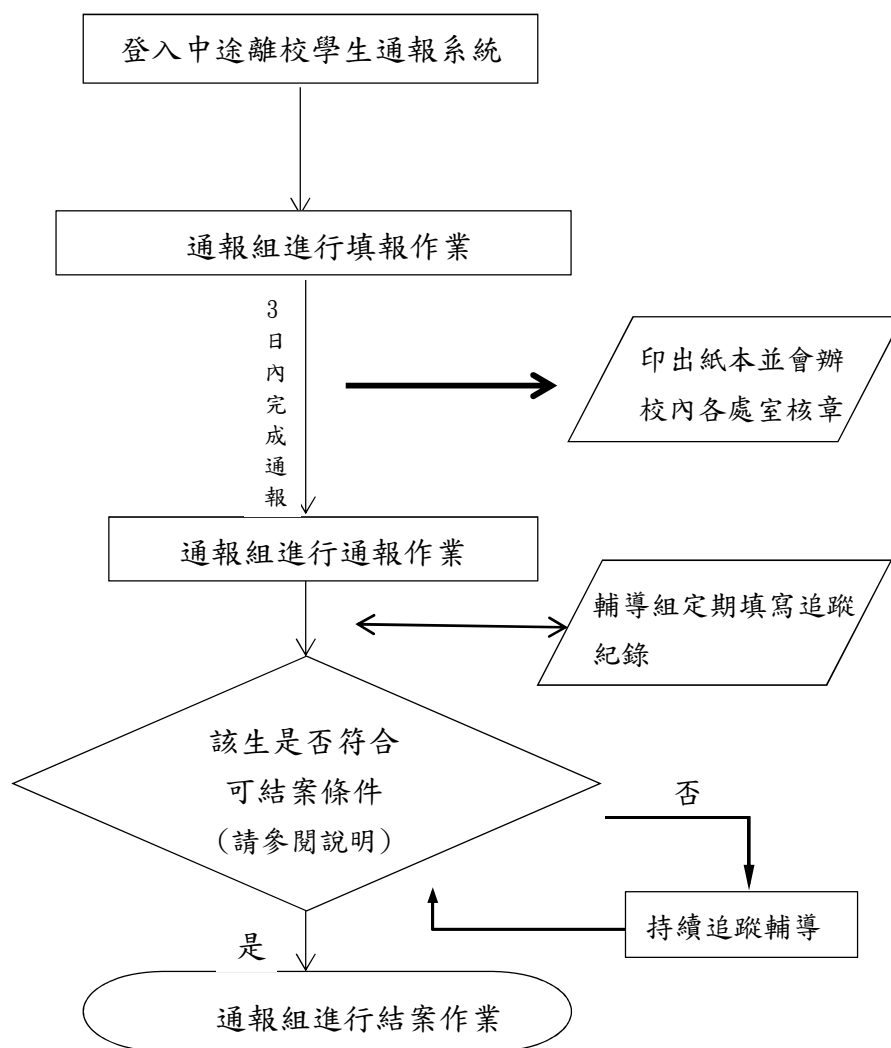 登入中途離校學生通報系統
通報組進行填報作業
3日內完成通報
印出紙本並會辦
校內各處室核章
通報組進行通報作業
輔導組定期填寫追蹤
紀錄
該生是否符合
可結案條件
(請參閱說明)
否
持續追蹤輔導
是
通報組進行結案作業